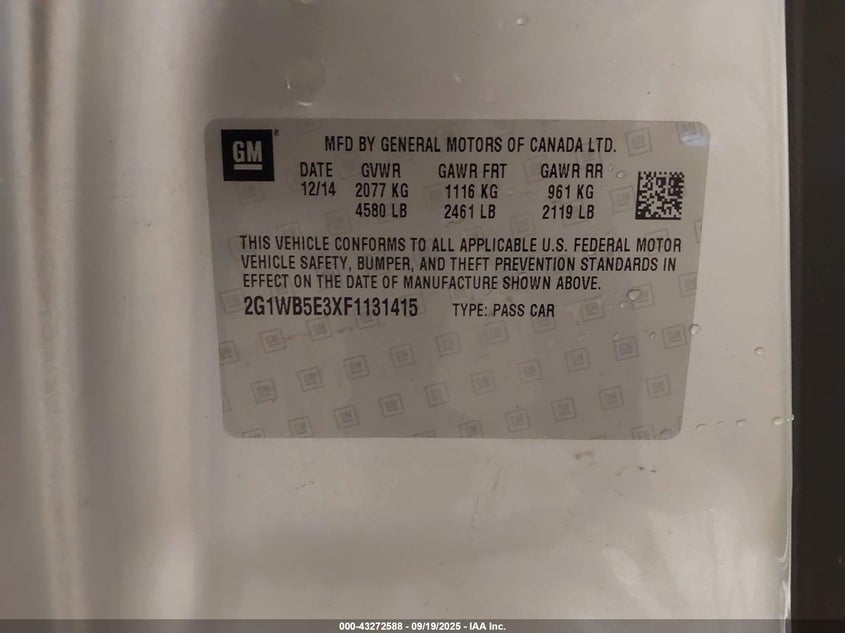 GM
MFD BY GENERAL MOTORS OF CANADA LTD.
DATE GVWR GAWR FRT GAWR RR
12/14 2077 KG 1116 KG 961 KG
4580 LB 2461 LB 2119 LB
THIS VEHICLE CONFORMS TO ALL APPLICABLE U.S. FEDERAL MOTOR
VEHICLE SAFETY, BUMPER, AND THEFT PREVENTION STANDARDS IN
EFFECT ON THE DATE OF MANUFACTURE SHOWN ABOVE.
2G1WB5E3XF1131415 TYPE: PASS CAR
000-43272588 - 09/19/2025 - IAA Inc.